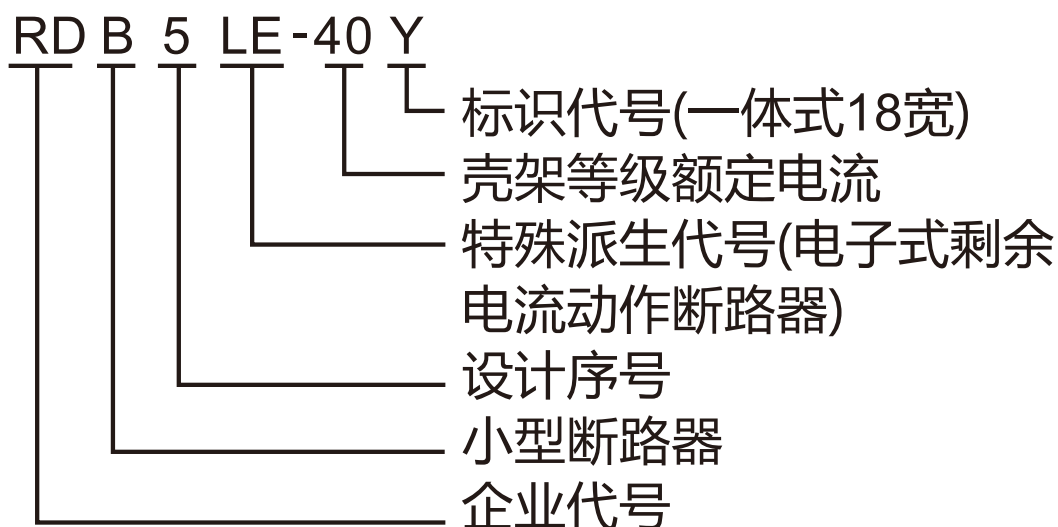 RD B 5 LE-40 Y
标识代号(一体式18宽)
壳架等级额定电流
特殊派生代号(电子式剩余
电流动作断路器)
设计序号
小型断路器
企业代号